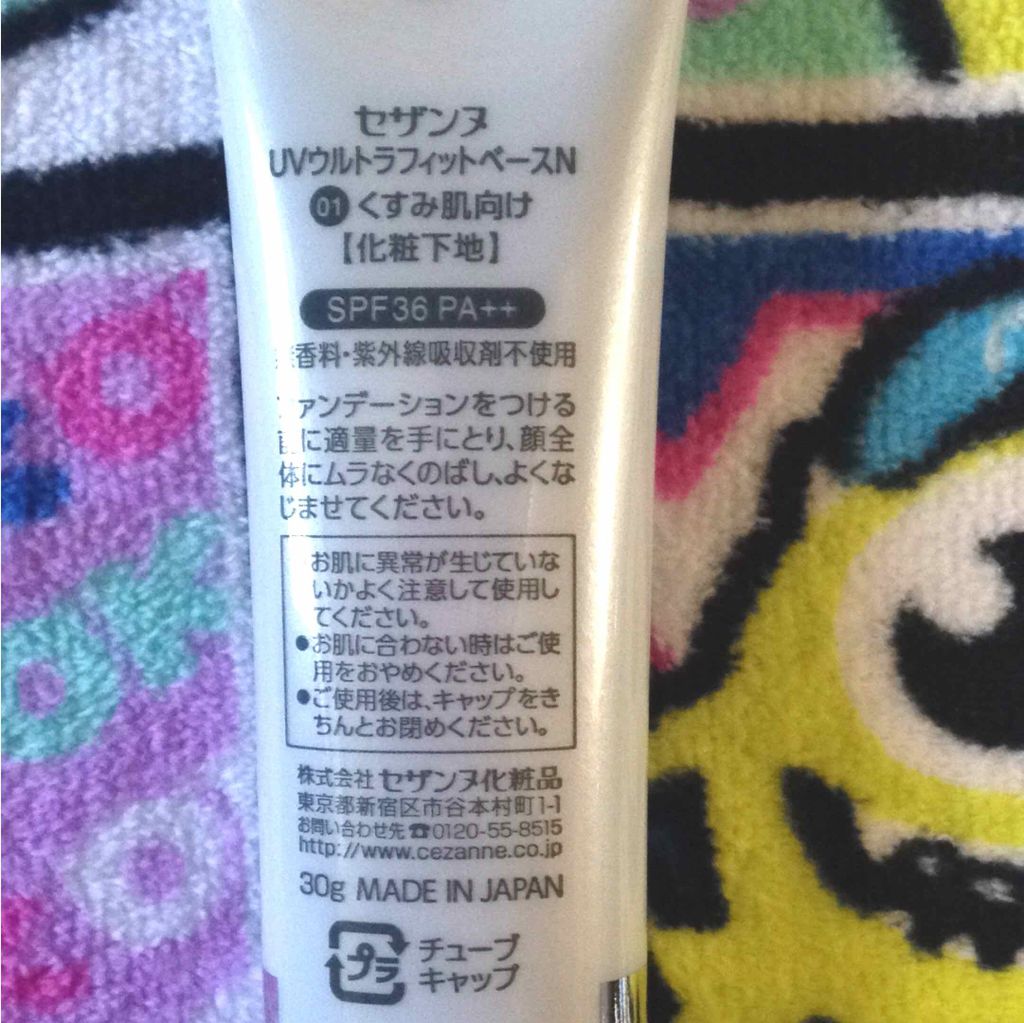 セザンヌ
UVウルトラフィットベースN
01 くすみ肌向け
【化粧下地】
SPF36 PA++
無香料・紫外線吸収剤不使用
ファンデーションをつける
前に適量を手にとり、顔全
体にムラなくのばし、よくな
じませてください。
お肌に異常が生じていな
いかよく注意して使用し
てください。
●お肌に合わない時はご使
用をおやめください。
●ご使用後は、キャップをき
ちんとお閉めください。
株式会社 セザンヌ化粧品
東京都新宿区市谷本村町1-1
お問い合わせ先 ☎0120-55-8515
http://www.cezanne.co.jp
30g MADE IN JAPAN
プラ
チューブ
キャップ